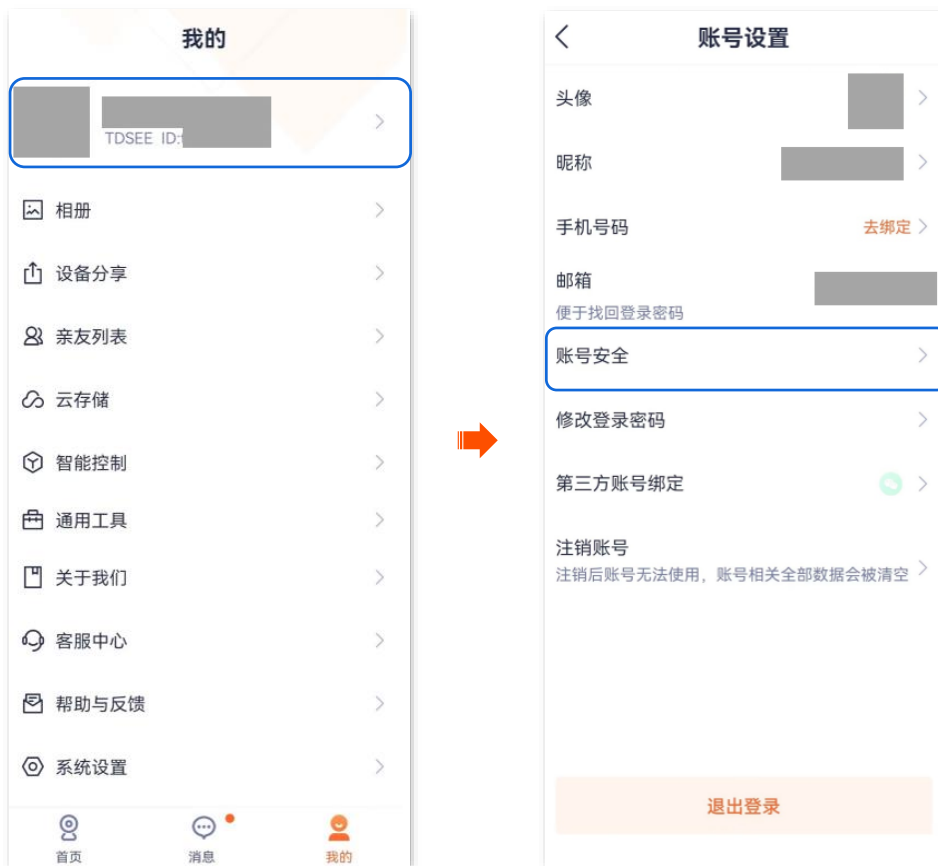 我的
TDSEE ID:
相册
设备分享
亲友列表
云存储
智能控制
通用工具
关于我们
客服中心
帮助与反馈
系统设置
首页
消息
我的
账号设置
头像
昵称
手机号码
去绑定
邮箱
便于找回登录密码
账号安全
修改登录密码
第三方账号绑定
注销账号
注销后账号无法使用，账号相关全部数据会被清空
退出登录